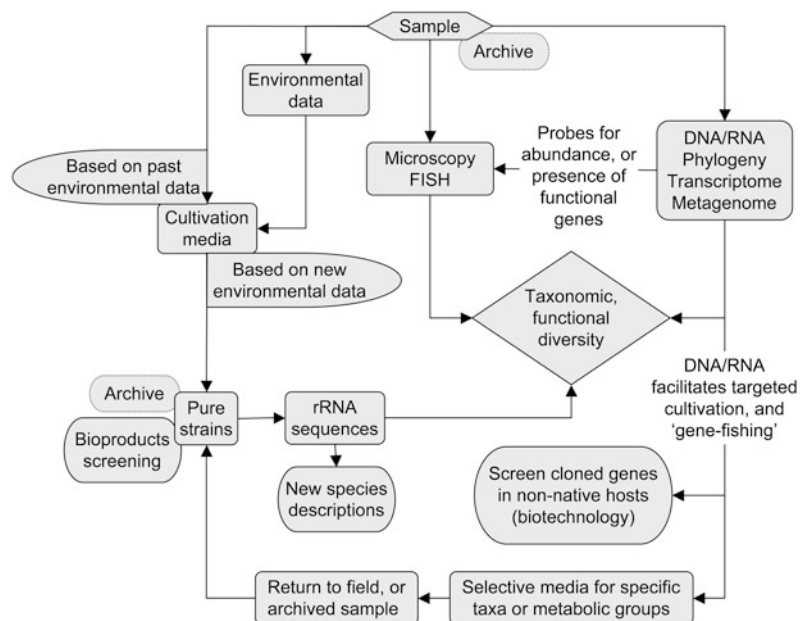 Sample
Archive
Environmental
data
Based on past
environmental data
Cultivation
media
Based on new
environmental data
Microscopy
FISH
Probes for
abundance, or
presence of
functional
genes
DNA/RNA
Phylogeny
Transcriptome
Metagenome
Taxonomic,
functional
diversity
DNA/RNA
facilitates targeted
cultivation, and
‘gene-fishing’
Archive
Pure
strains
Bioproducts
screening
rRNA
sequences
New species
descriptions
Screen cloned genes
in non-native hosts
(biotechnology)
Return to field, or
archived sample
Selective media for specific
taxa or metabolic groups